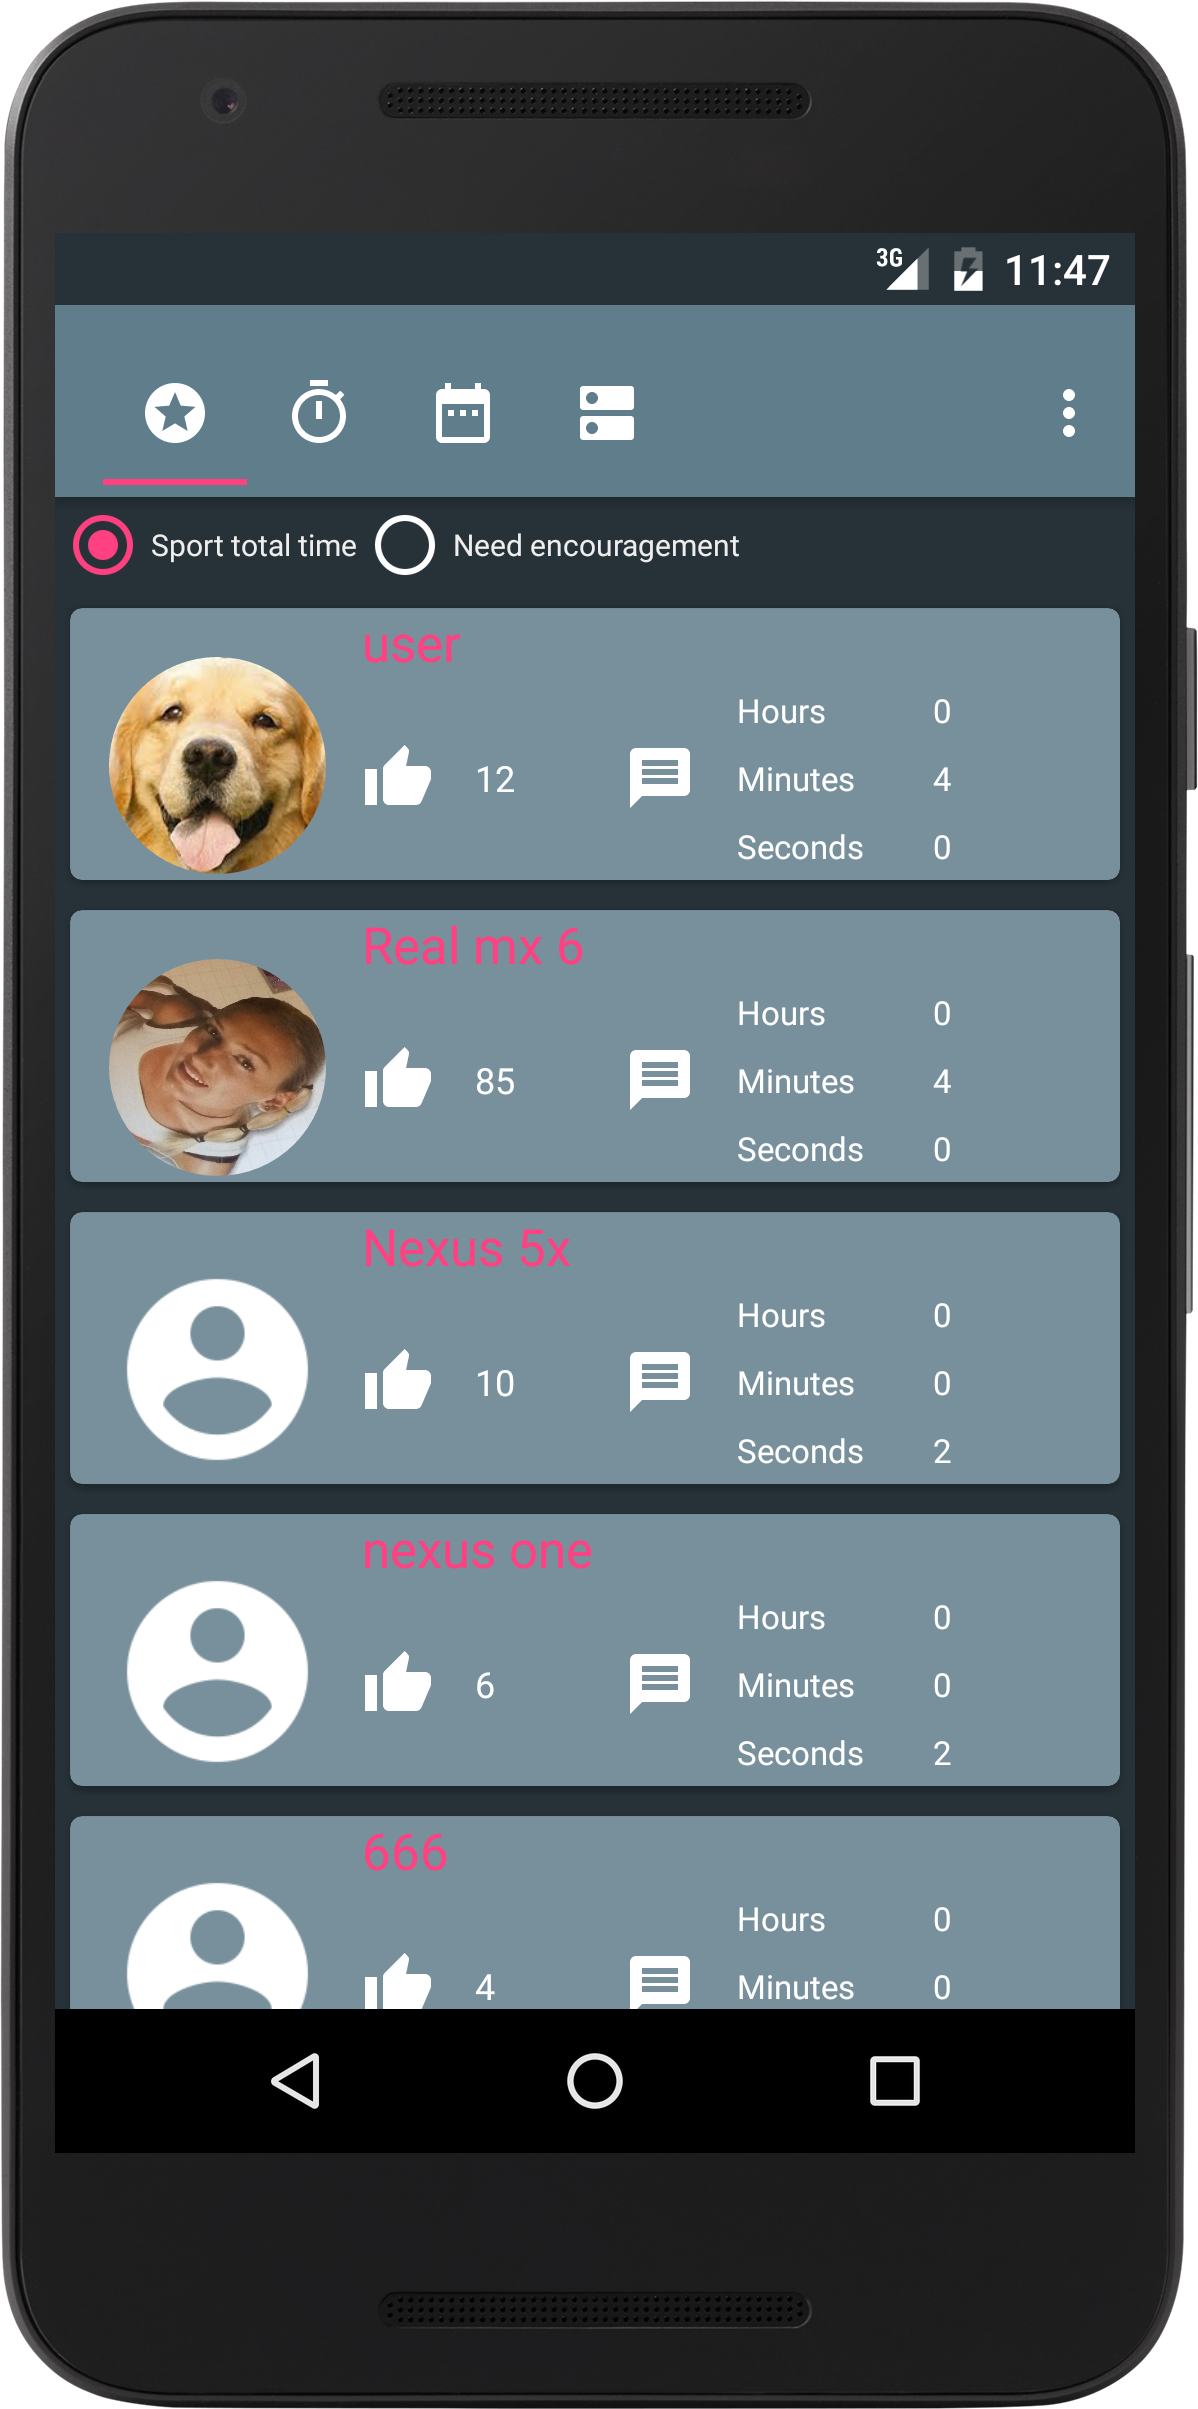 3G 11:47
Sport total time Need encouragement
user
Hours 0
12 Minutes 4
Seconds 0
Real mx 6
Hours 0
85 Minutes 4
Seconds 0
Nexus 5x
Hours 0
10 Minutes 0
Seconds 2
nexus one
Hours 0
6 Minutes 0
Seconds 2
666
Hours 0
4 Minutes 0